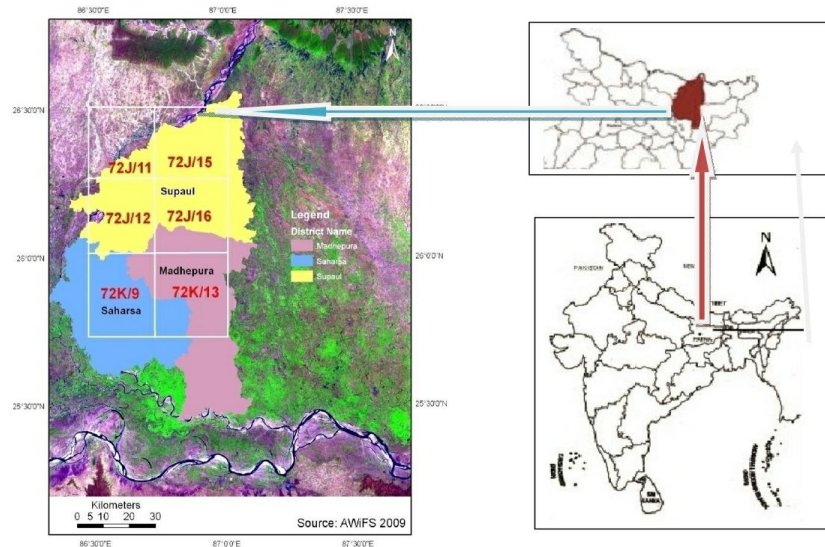 86°30'0"E 87°0'0"E 87°30'0"E
N
26°30'0"N
72J/11 72J/15
Supaul
72J/12 72J/16
Legend
District Name
Madhepura
Saharsa
Supaul
26°0'0"N 26°0'0"N
Madhepura
72K/9 72K/13
Saharsa
25°30'0"N 25°30'0"N
Kilometers
0 5 10 20 30
Source: AWiFS 2009
86°30'0"E 87°0'0"E 87°30'0"E
N
PAKISTAN
TIBET
PATNA
SRI
LANKA